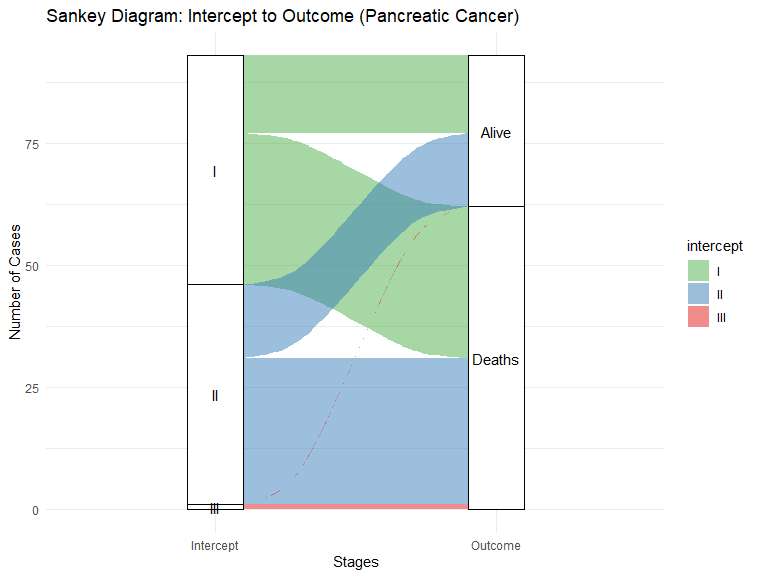 Sankey Diagram: Intercept to Outcome (Pancreatic Cancer)
Number of Cases
75
50
25
0
I
II
III
Alive
Deaths
Intercept
Outcome
Stages
intercept
I
II
III